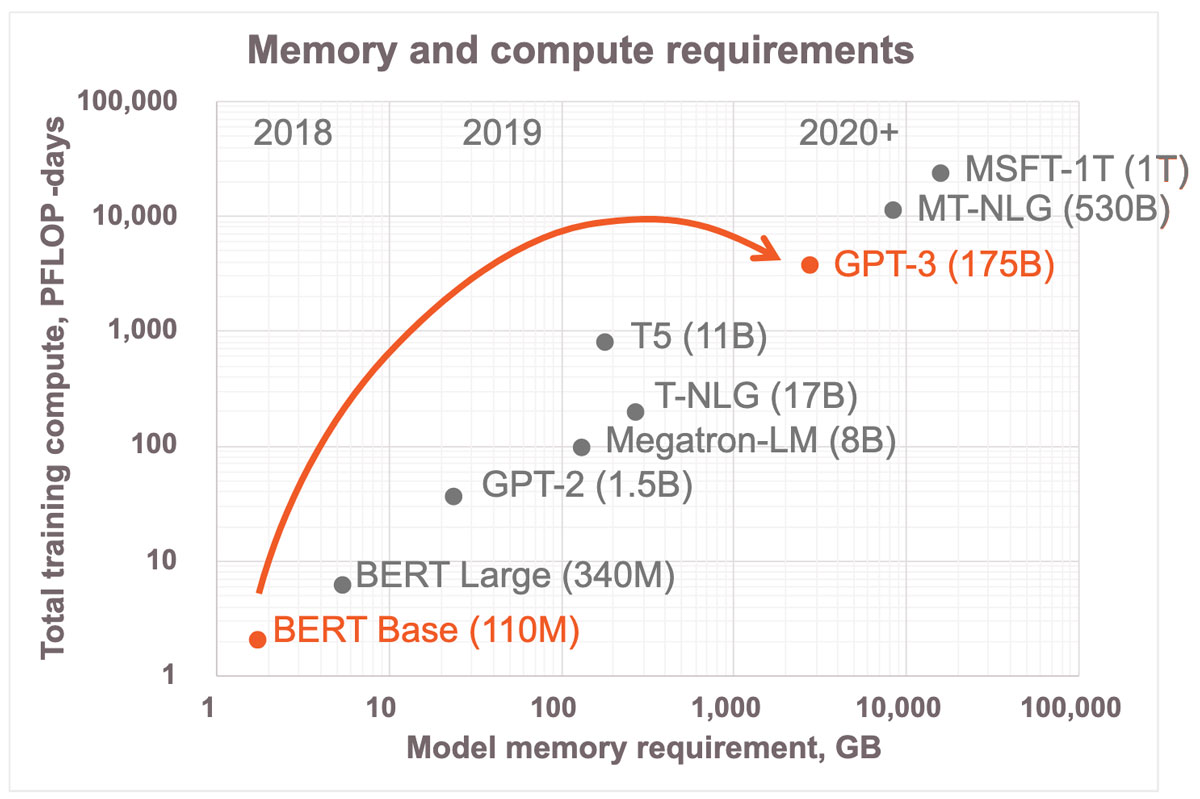 Memory and compute requirements
Total training compute, PFLOP -days
100,000
10,000
1,000
100
10
1
2018
2019
2020+
MSFT-1T (1T)
MT-NLG (530B)
GPT-3 (175B)
T5 (11B)
T-NLG (17B)
Megatron-LM (8B)
GPT-2 (1.5B)
BERT Large (340M)
BERT Base (110M)
1
10
100
1,000
10,000
100,000
Model memory requirement, GB